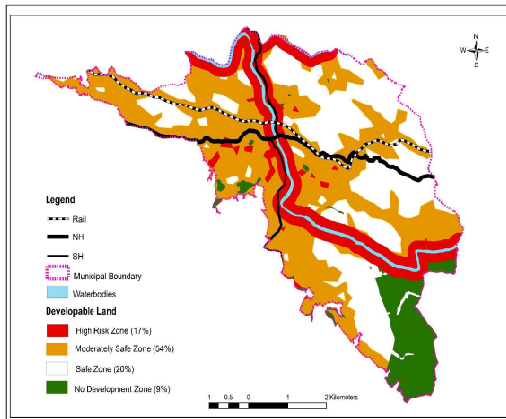 N
W E
S
Legend
Rail
NH
SH
Municipal Boundary
Waterbodies
Developable Land
High Risk Zone (17%)
Moderately Safe Zone (54%)
Safe Zone (20%)
No Development Zone (9%)
1 0.5 0 1 2 Kilometers